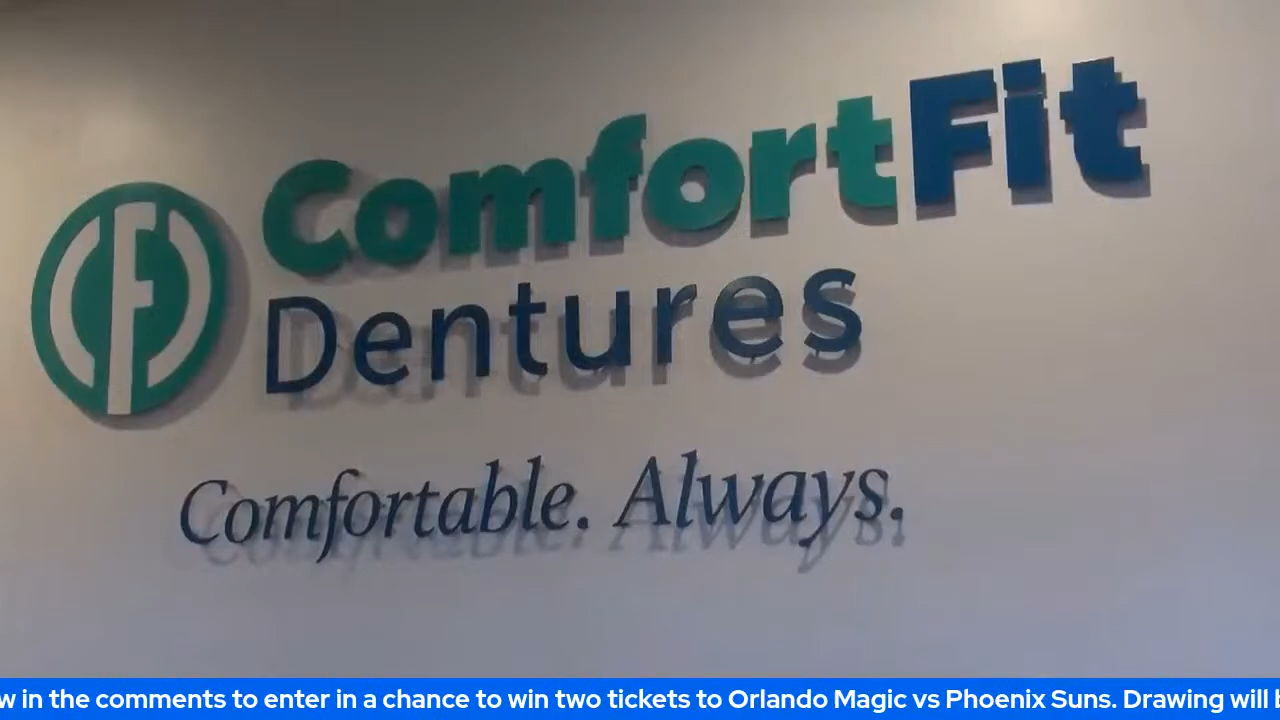 ComfortFit
Dentures
Comfortable. Always.
in the comments to enter in a chance to win two tickets to Orlando Magic vs Phoenix Suns. Drawing will